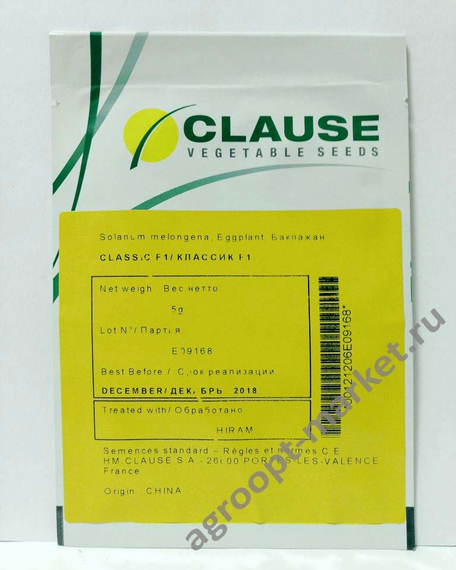 CLAUSE
VEGETABLE SEEDS
Solanum melongena, Eggplant, Баклажан
CLASSIC F1/ КЛАССИК F1
Net weigh Вес нетто
5g
Lot N°/ Партия
E09168
Best Before / Срок реализации
DECEMBER/ ДЕКАБРЬ 2018
Treated with/ Обработано
HIRAM
00121206E09168*
Semences standard – Règles et normes C.E
HM CLAUSE S.A - 26000 PORTES-LES-VALENCE
France
Origin: CHINA
agroopt-market.ru